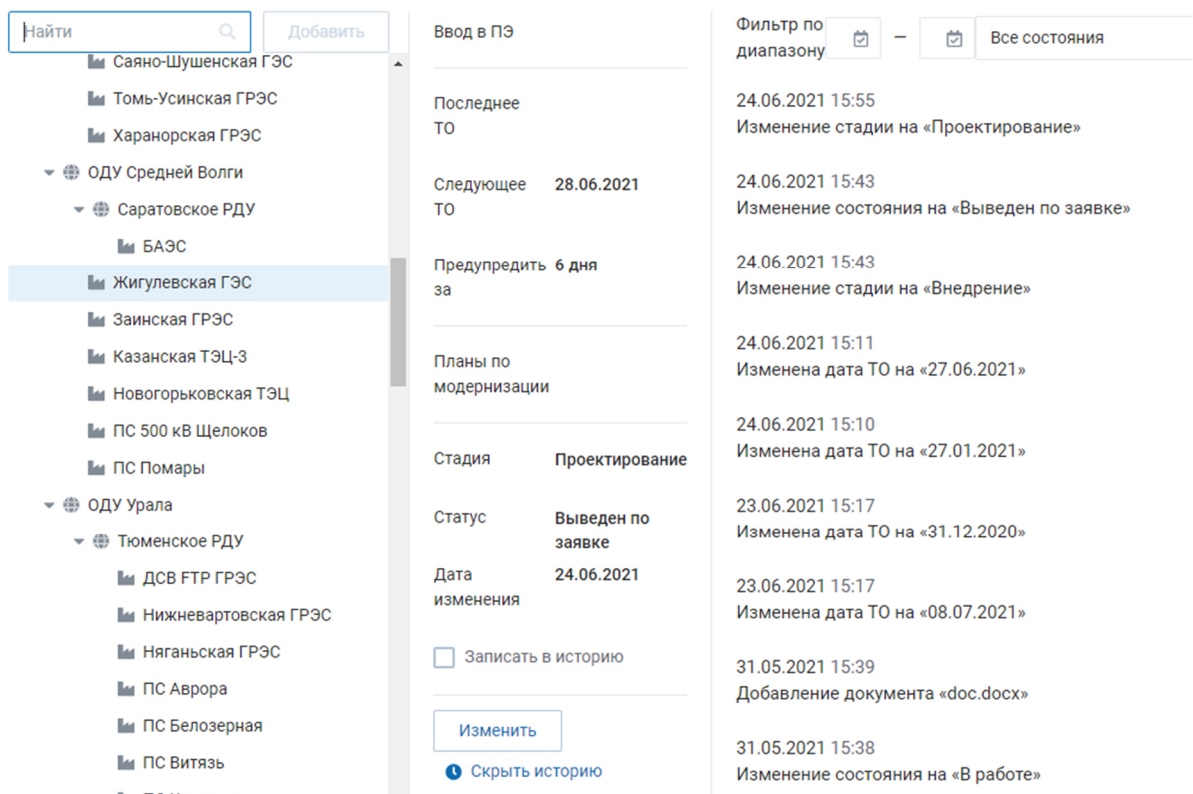 Найти
Добавить
Саяно-Шушенская ГЭС
Томь-Усинская ГРЭС
Харанорская ГРЭС
ОДУ Средней Волги
Саратовское РДУ
БАЭС
Жигулевская ГЭС
Заинская ГРЭС
Казанская ТЭЦ-3
Новогорьковская ТЭЦ
ПС 500 кВ Щелоков
ПС Помары
ОДУ Урала
Тюменское РДУ
ДСВ FTP ГРЭС
Нижневартовская ГРЭС
Няганьская ГРЭС
ПС Аврора
ПС Белозерная
ПС Витязь
Ввод в ПЭ
Последнее
ТО
Следующее 28.06.2021
ТО
Предупредить 6 дня
за
Планы по
модернизации
Стадия Проектирование
Статус Выведен по
заявке
Дата 24.06.2021
изменения
Записать в историю
Изменить
Скрыть историю
Фильтр по
диапазону
–
Все состояния
24.06.2021 15:55
Изменение стадии на «Проектирование»
24.06.2021 15:43
Изменение состояния на «Выведен по заявке»
24.06.2021 15:43
Изменение стадии на «Внедрение»
24.06.2021 15:11
Изменена дата ТО на «27.06.2021»
24.06.2021 15:10
Изменена дата ТО на «27.01.2021»
23.06.2021 15:17
Изменена дата ТО на «31.12.2020»
23.06.2021 15:17
Изменена дата ТО на «08.07.2021»
31.05.2021 15:39
Добавление документа «doc.docx»
31.05.2021 15:38
Изменение состояния на «В работе»